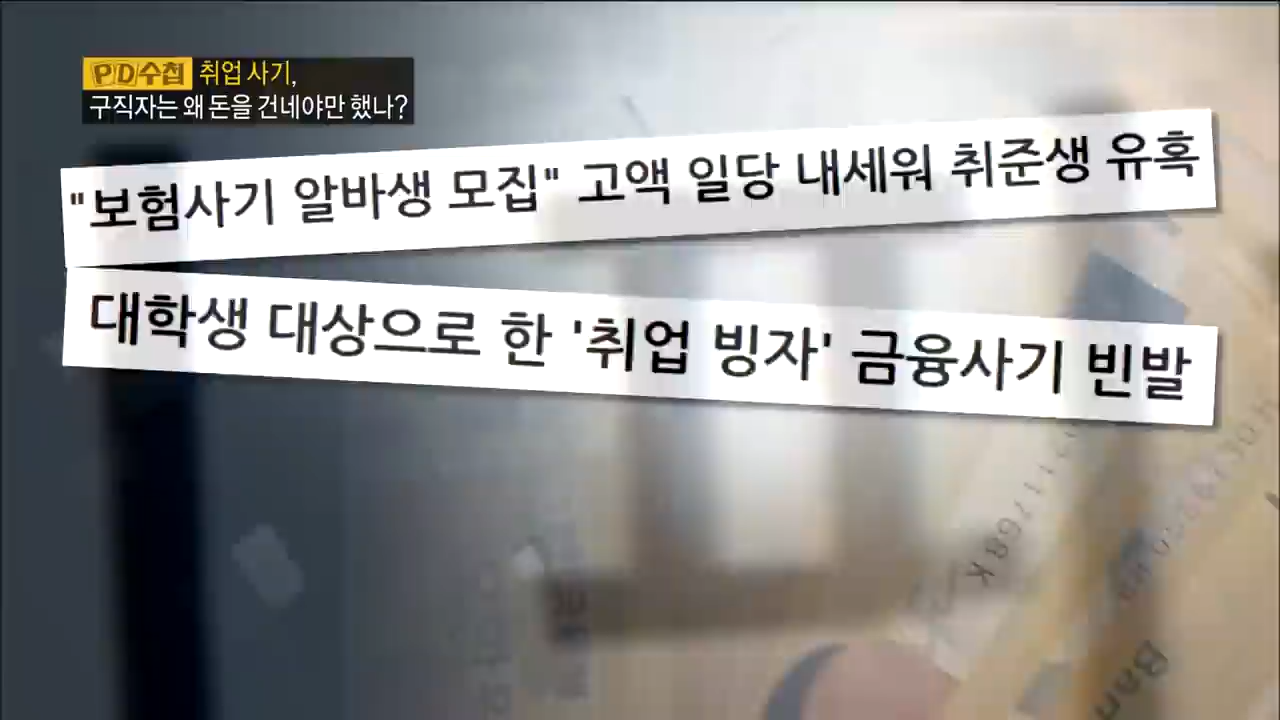 PD수첩 취업 사기,
구직자는 왜 돈을 건네야만 했나?
"보험사기 알바생 모집" 고액 일당 내세워 취준생 유혹
대학생 대상으로 한 '취업 빙자' 금융사기 빈발